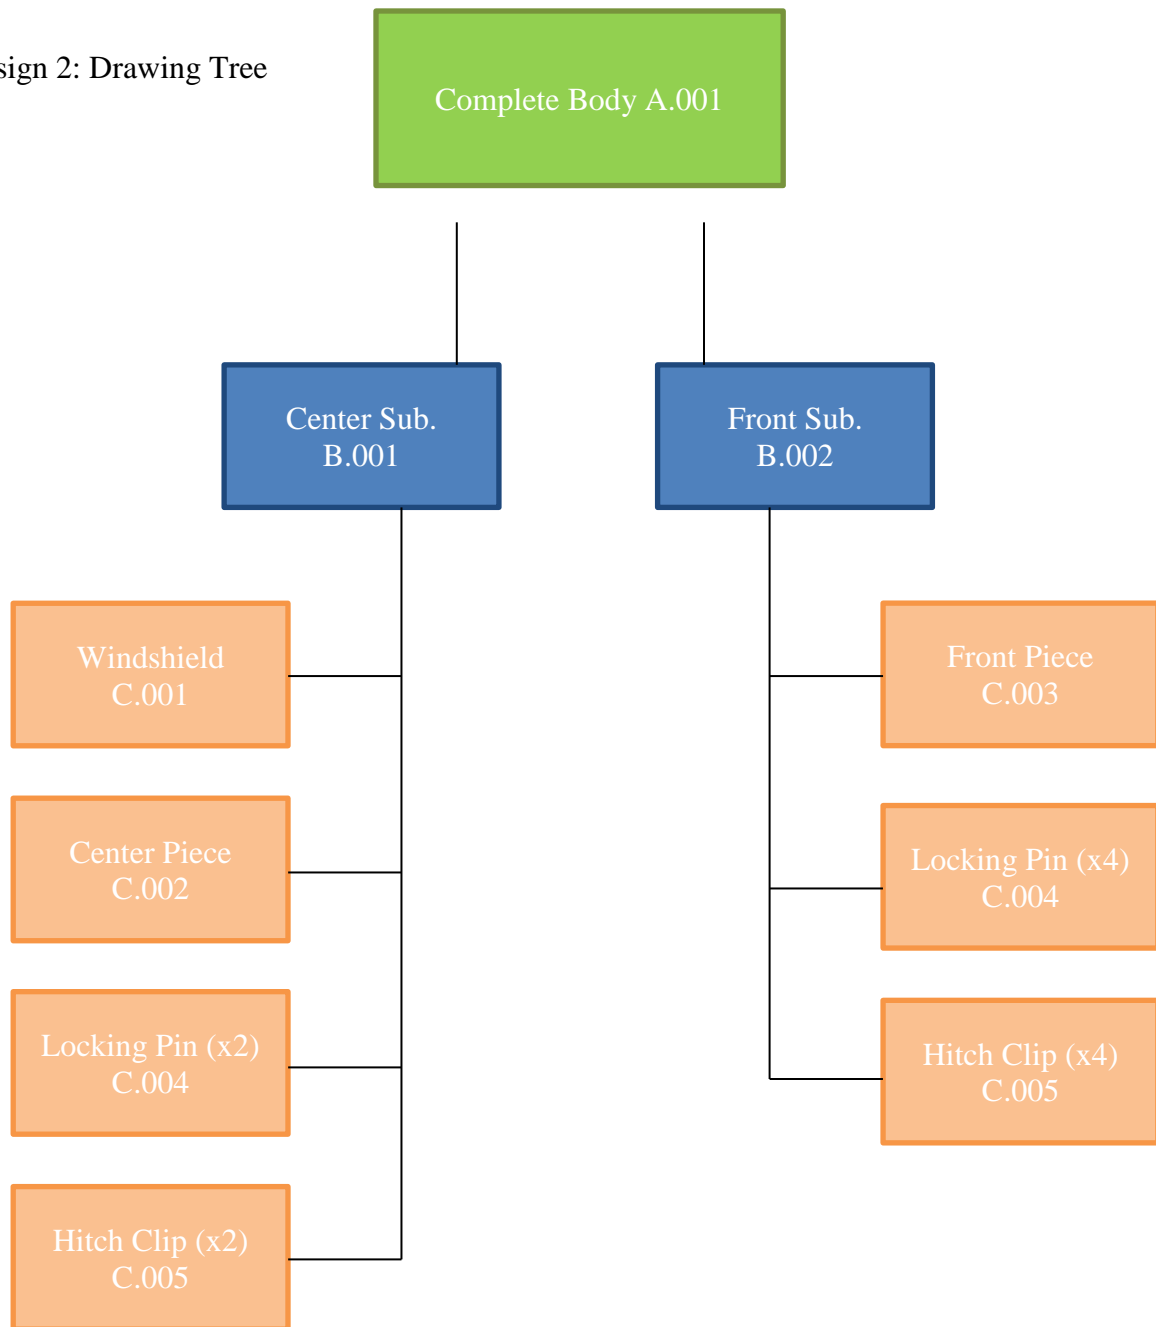 sign 2: Drawing Tree
Complete Body A.001
Center Sub.
B.001
Front Sub.
B.002
Windshield
C.001
Front Piece
C.003
Center Piece
C.002
Locking Pin (x4)
C.004
Locking Pin (x2)
C.004
Hitch Clip (x4)
C.005
Hitch Clip (x2)
C.005